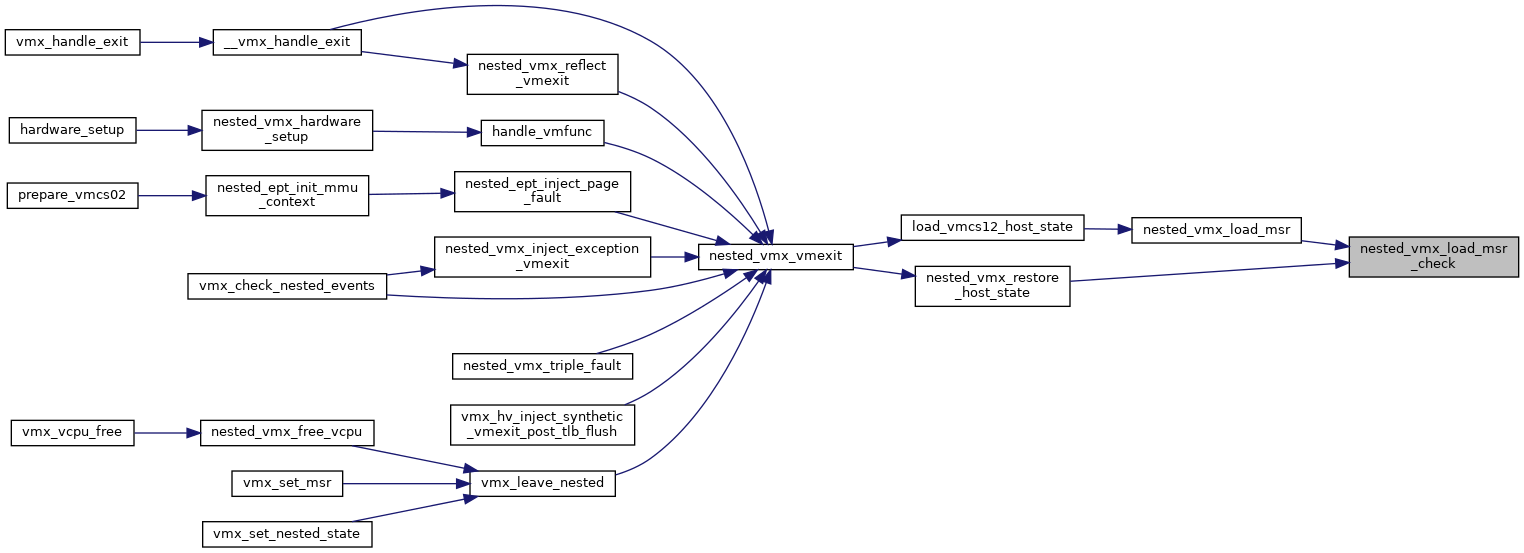 vmx_handle_exit
__vmx_handle_exit
nested_vmx_reflect
_vmexit
hardware_setup
nested_vmx_hardware
_setup
handle_vmfunc
prepare_vmcs02
nested_ept_init_mmu
_context
nested_ept_inject_page
_fault
nested_vmx_inject_exception
_vmexit
vmx_check_nested_events
nested_vmx_vmexit
load_vmcs12_host_state
nested_vmx_load_msr
nested_vmx_load_msr
_check
nested_vmx_restore
_host_state
nested_vmx_triple_fault
vmx_hv_inject_synthetic
_vmexit_post_tlb_flush
vmx_vcpu_free
nested_vmx_free_vcpu
vmx_set_msr
vmx_leave_nested
vmx_set_nested_state